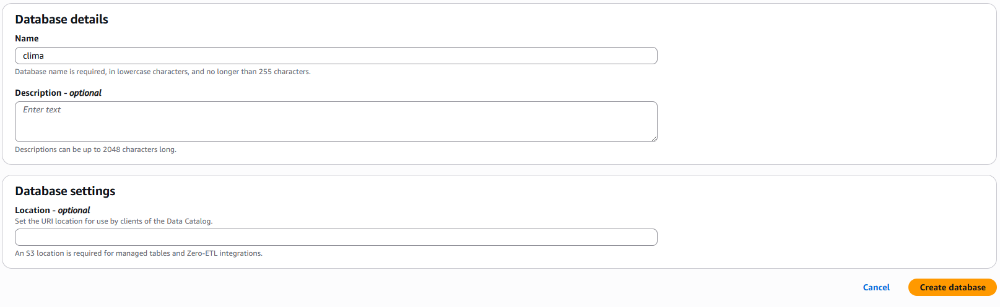 Database details
Name
clima
Database name is required, in lowercase characters, and no longer than 255 characters.
Description - optional
Enter text
Descriptions can be up to 2048 characters long.
Database settings
Location - optional
Set the URI location for use by clients of the Data Catalog.
An S3 location is required for managed tables and Zero-ETL integrations.
Cancel
Create database